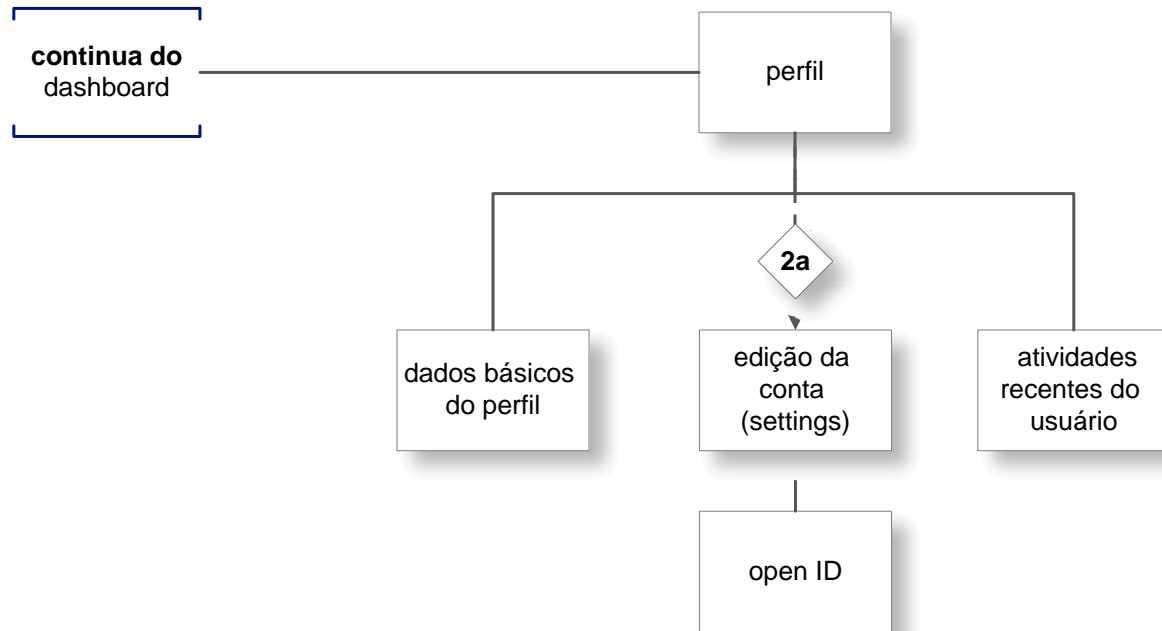 continua do
dashboard
perfil
2a
dados básicos
do perfil
edição da
conta
(settings)
atividades
recentes do
usuário
open ID